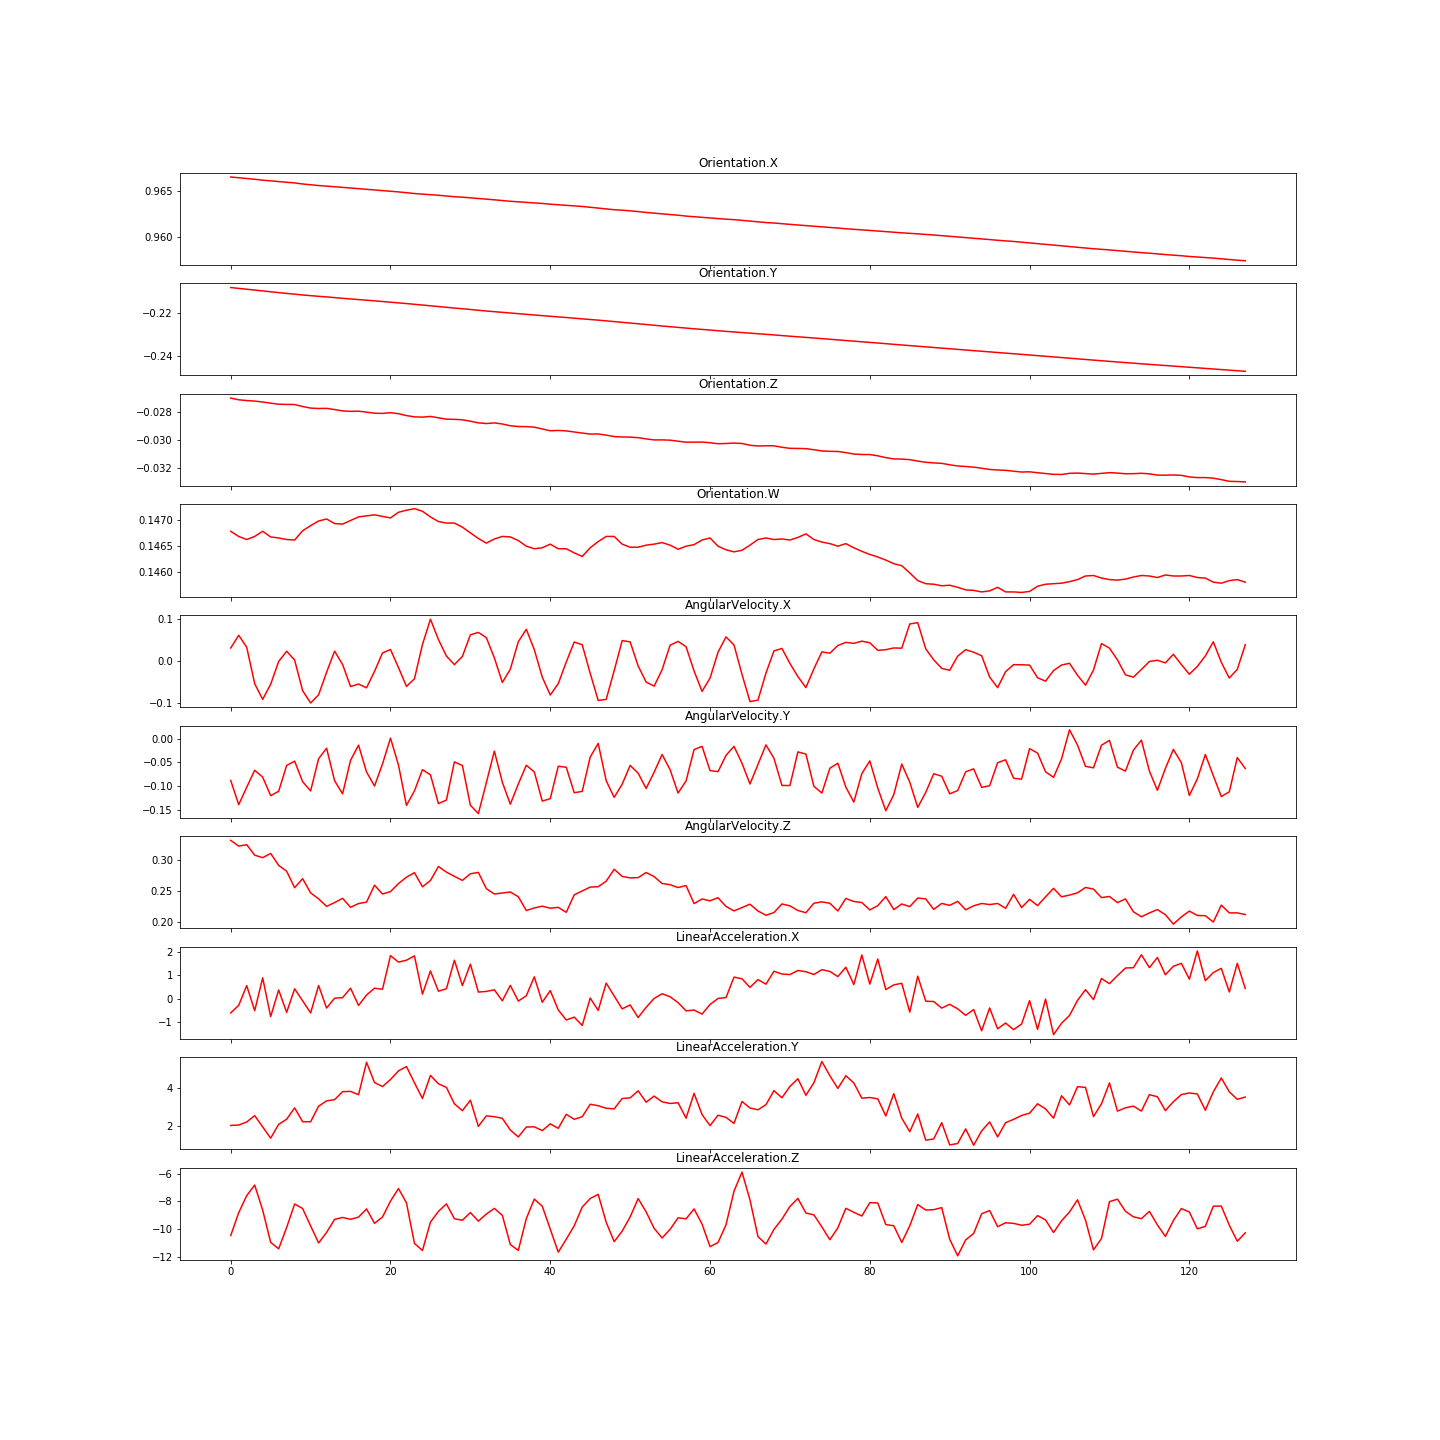 Orientation.X
0.965
0.960
Orientation.Y
−0.22
−0.24
Orientation.Z
−0.028
−0.030
−0.032
Orientation.W
0.1470
0.1465
0.1460
AngularVelocity.X
0.1
0.0
−0.1
AngularVelocity.Y
0.00
−0.05
−0.10
−0.15
AngularVelocity.Z
0.30
0.25
0.20
LinearAcceleration.X
2
1
0
−1
LinearAcceleration.Y
4
2
LinearAcceleration.Z
−6
−8
−10
−12
0 20 40 60 80 100 120